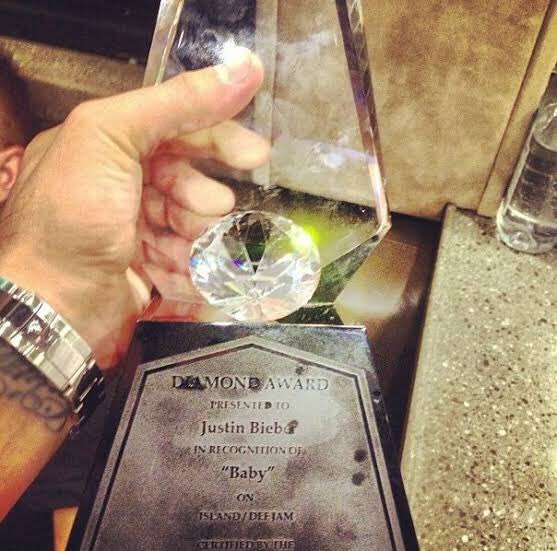 DIAMOND AWARD
PRESENTED TO
Justin Bieber
IN RECOGNITION OF
"Baby"
ON
ISLAND/DEF JAM
CERTIFIED BY THE